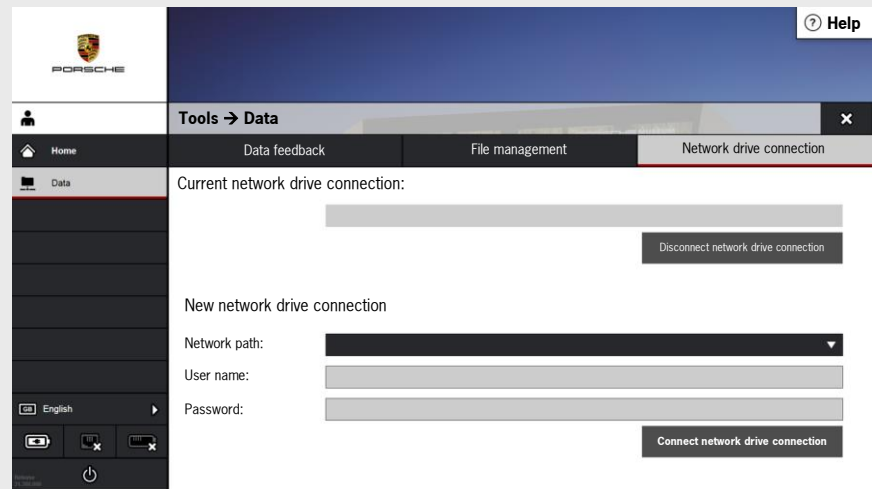 Help
PORSCHE
Tools → Data
Home
Data feedback
File management
Network drive connection
Data
Current network drive connection:
Disconnect network drive connection
New network drive connection
Network path:
User name:
GB English
Password:
Connect network drive connection